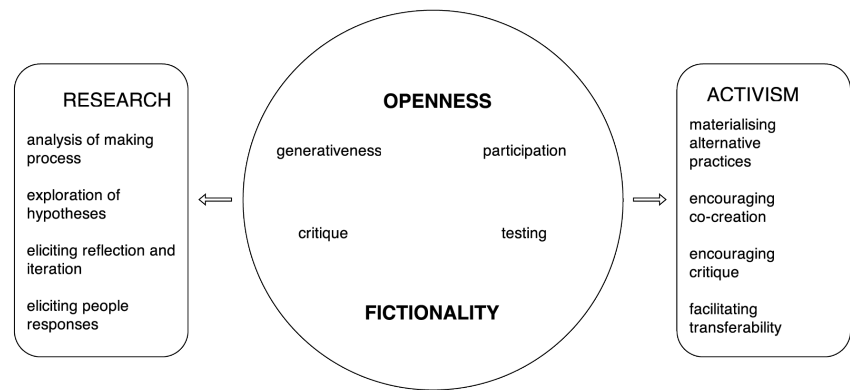 RESEARCH
analysis of making
process
exploration of
hypotheses
eliciting reflection and
iteration
eliciting people
responses
OPENNESS
generativeness
participation
critique
testing
FICTIONALITY
ACTIVISM
materialising
alternative
practices
encouraging
co-creation
encouraging
critique
facilitating
transferability